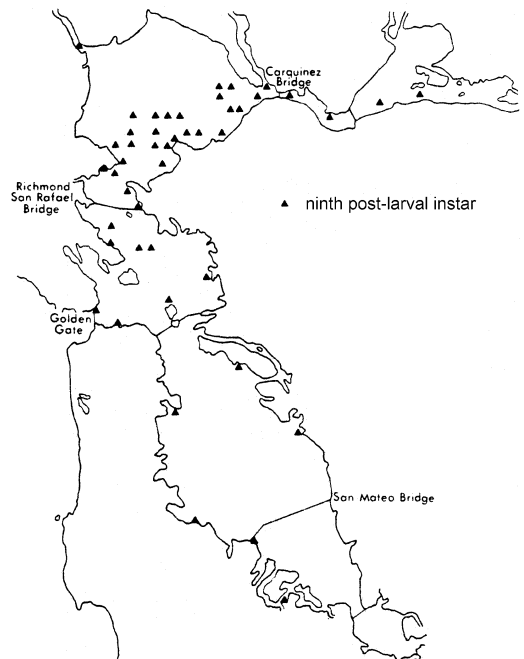 Carquinez
Bridge
Richmond
San Rafael
Bridge
▲ ninth post-larval instar
Golden
Gate
San Mateo Bridge